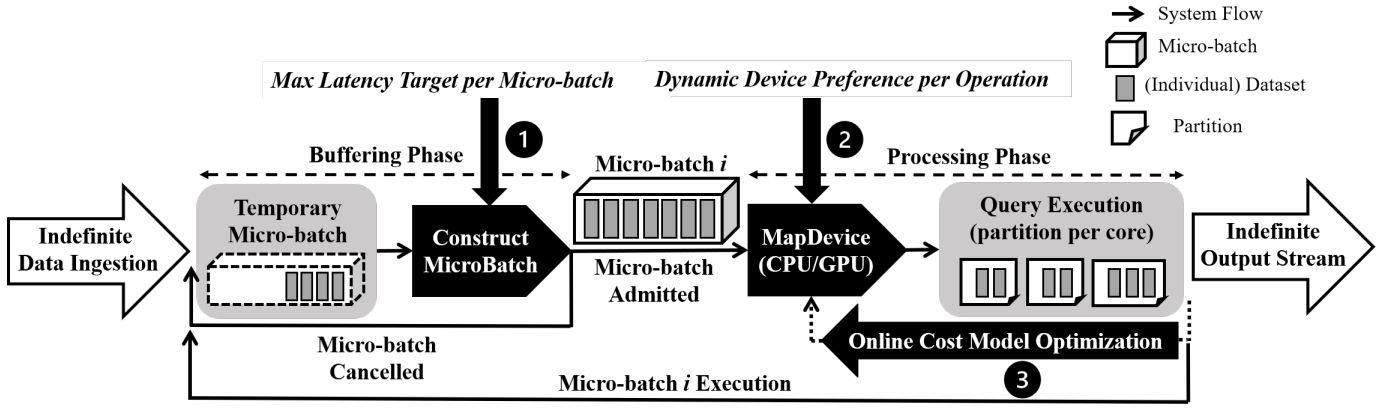 System Flow
Micro-batch
(Individual) Dataset
Partition
Max Latency Target per Micro-batch
Dynamic Device Preference per Operation
1
2
Buffering Phase
Micro-batch i
Processing Phase
Indefinite
Data Ingestion
Temporary
Micro-batch
Construct
MicroBatch
Micro-batch
Admitted
MapDevice
(CPU/GPU)
Query Execution
(partition per core)
Indefinite
Output Stream
Micro-batch
Cancelled
Online Cost Model Optimization
3
Micro-batch i Execution